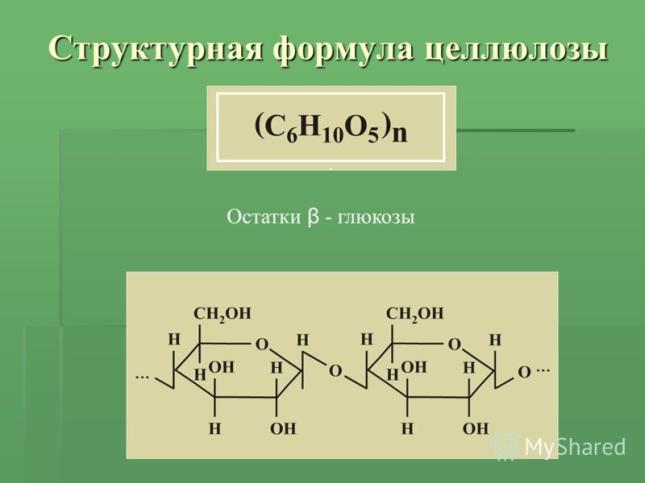 Структурная формула целлюлозы
(C₆H₁₀O₅)n
Остатки β - глюкозы
CH₂OH CH₂OH
H O H H O H
... H OH H O H OH H O ...
H OH H OH
MyShared